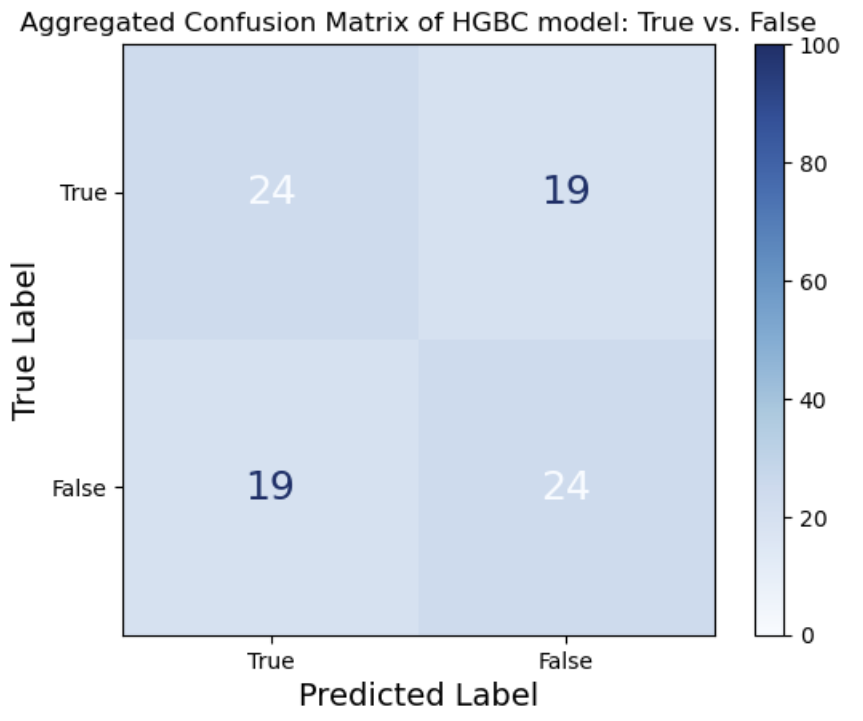 Aggregated Confusion Matrix of HGBC model: True vs. False
100
80
60
40
20
0
True
24
19
False
19
24
True Label
True
False
Predicted Label